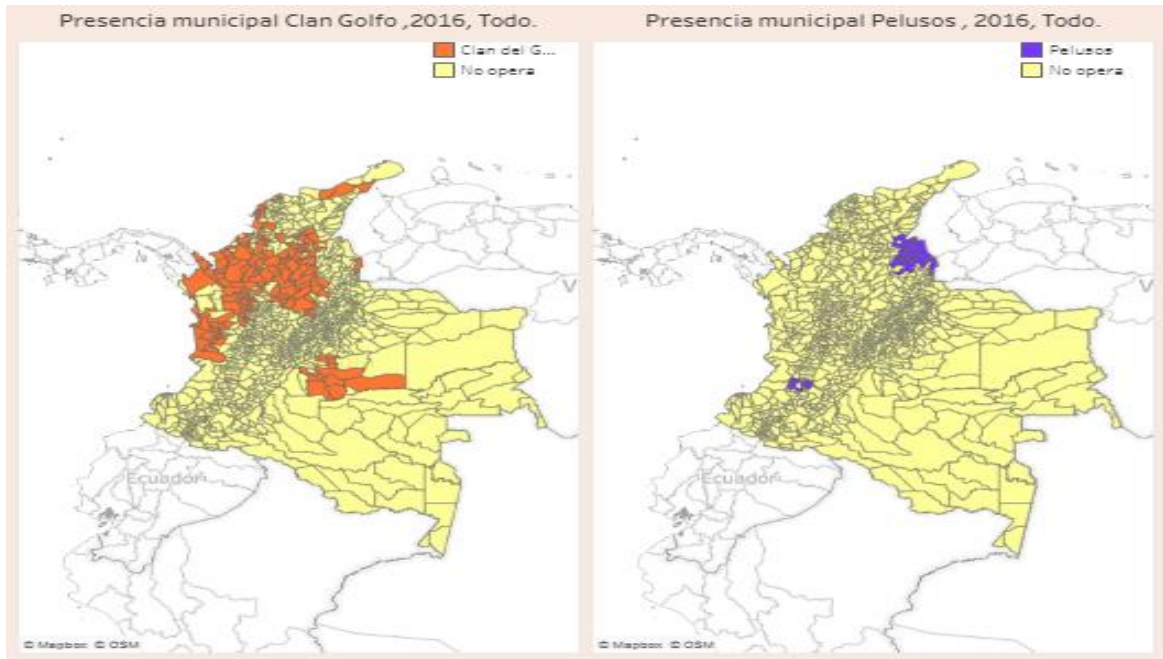 Presencia municipal Clan Golfo ,2016, Todo.
Clan del G...
No opera
Ecuador
V
© Mapbox © OSM
Presencia municipal Pelusos , 2016, Todo.
Pelusos
No opera
Ecuador
V
© Mapbox © OSM